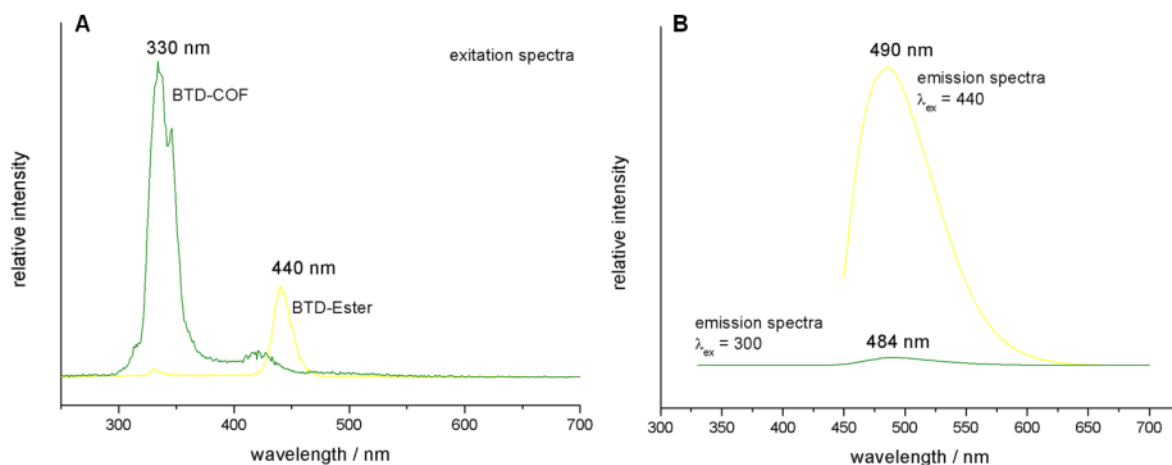 A
330 nm
exitation spectra
BTD-COF
440 nm
BTD-Ester
relative intensity
300 400 500 600 700
wavelength / nm
B
490 nm
emission spectra
λex = 440
emission spectra
λex = 300
484 nm
relative intensity
300 350 400 450 500 550 600 650 700
wavelength / nm